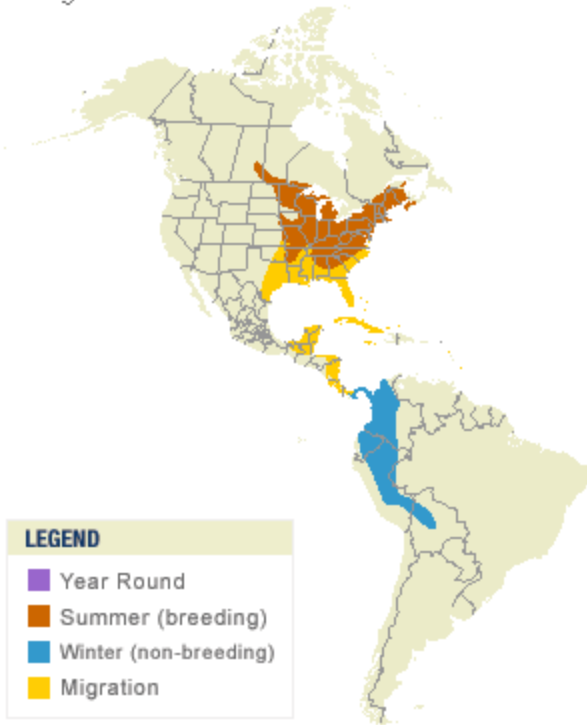 LEGEND
Year Round
Summer (breeding)
Winter (non-breeding)
Migration